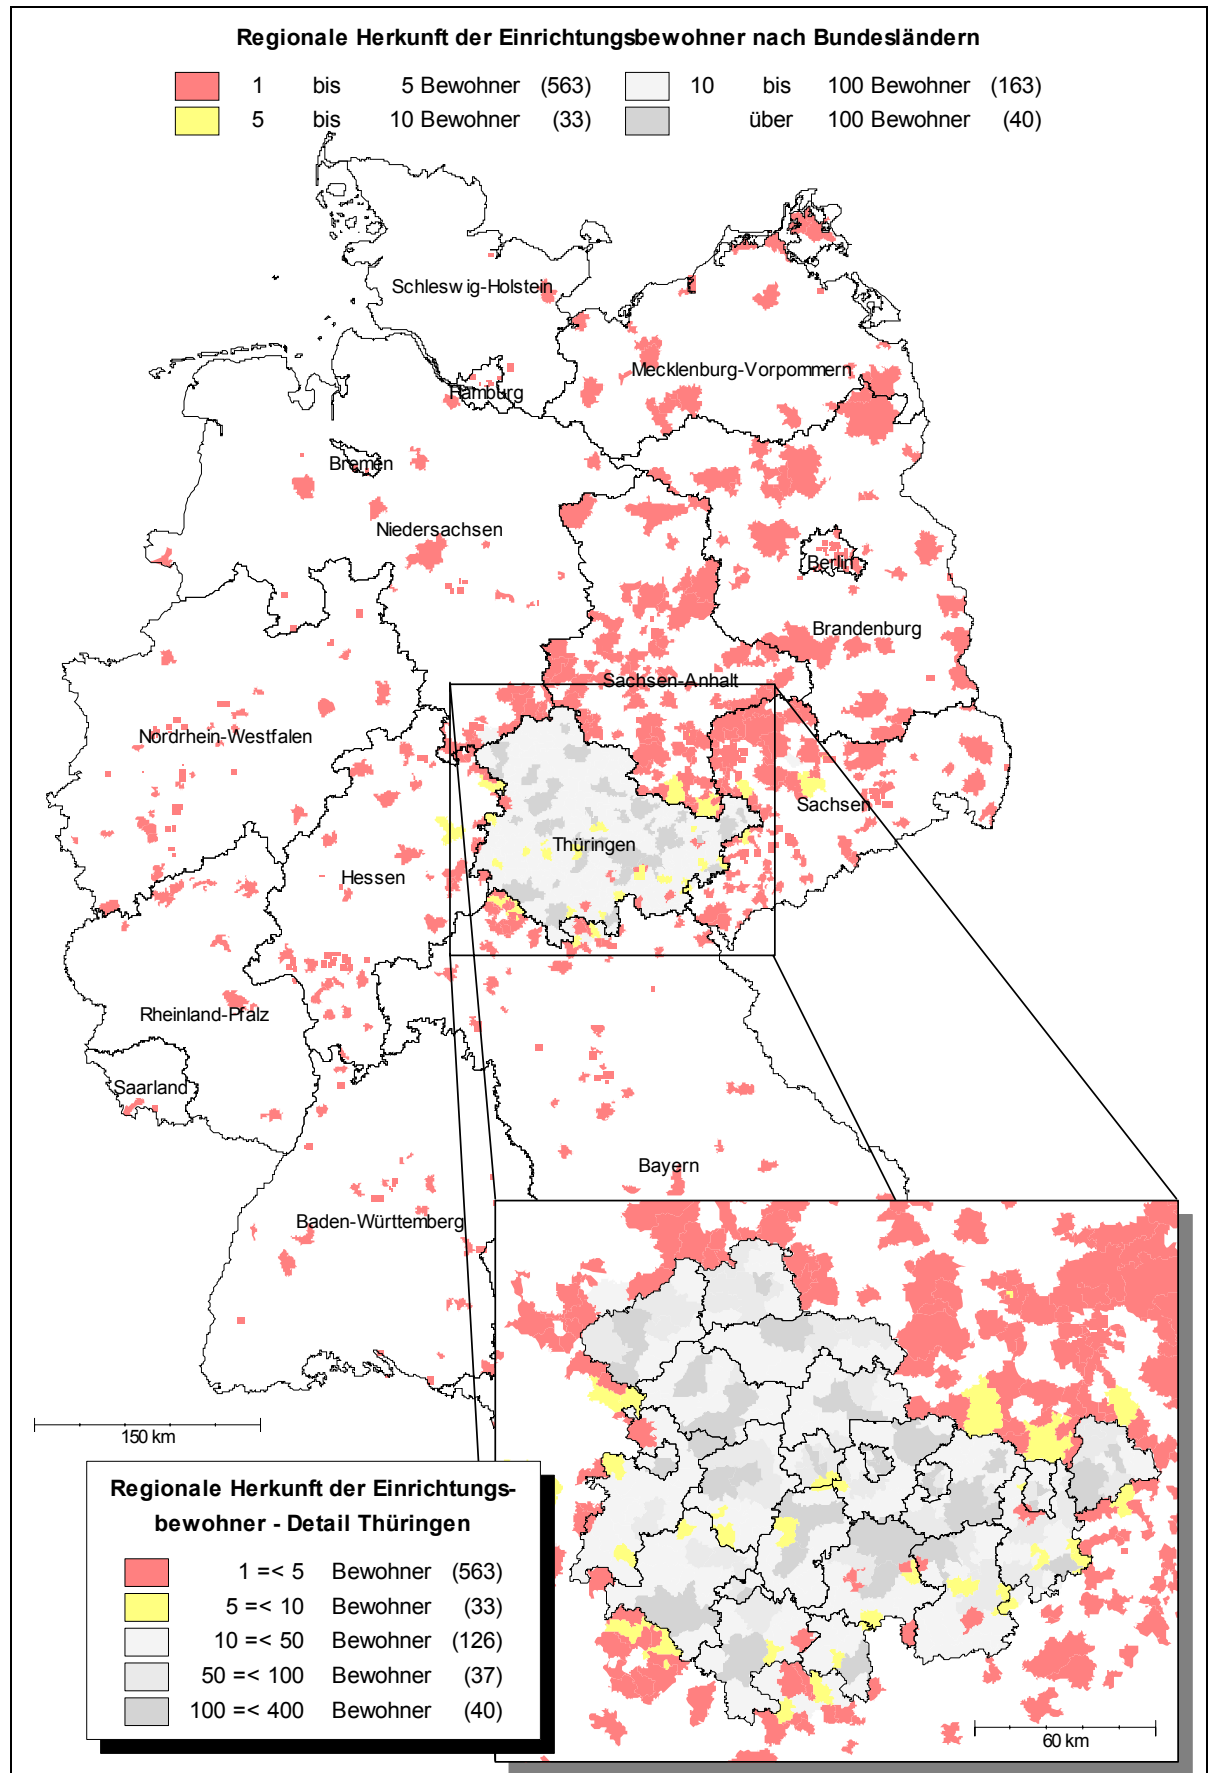 Regionale Herkunft der Einrichtungsbewohner nach Bundesländern
1 bis 5 Bewohner (563) 10 bis 100 Bewohner (163)
5 bis 10 Bewohner (33) über 100 Bewohner (40)
Schleswig-Holstein
Mecklenburg-Vorpommern
Hamburg
Bremen
Niedersachsen
Berlin
Brandenburg
Sachsen-Anhalt
Nordrhein-Westfalen
Sachsen
Thüringen
Hessen
Rheinland-Pfalz
Saarland
Bayern
Baden-Württemberg
150 km
Regionale Herkunft der Einrichtungs-
bewohner - Detail Thüringen
1 =< 5 Bewohner (563)
5 =< 10 Bewohner (33)
10 =< 50 Bewohner (126)
50 =< 100 Bewohner (37)
100 =< 400 Bewohner (40)
60 km